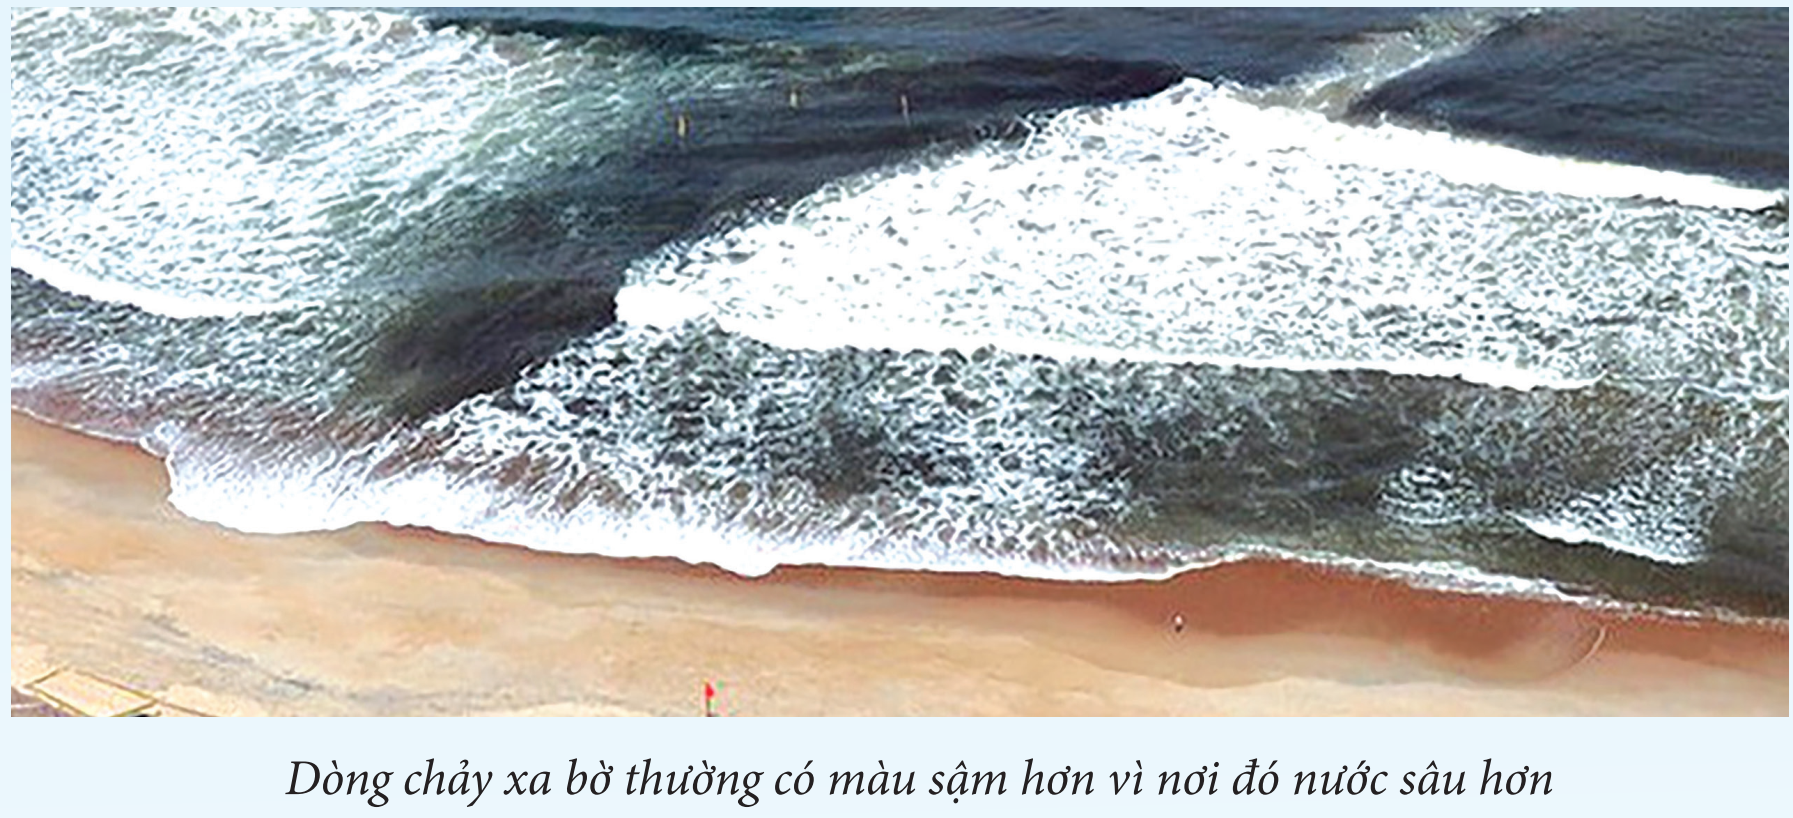 Dòng chảy xa bờ thường có màu sậm hơn vì nơi đó nước sâu hơn